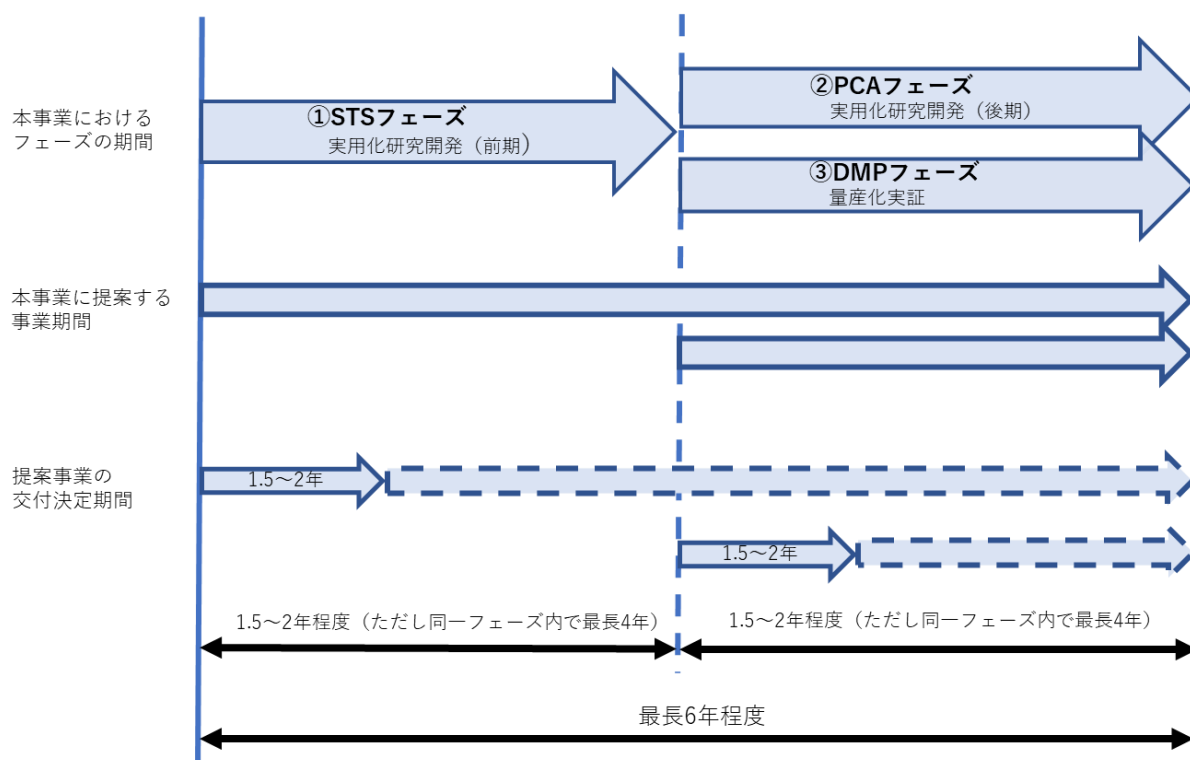 ①STSフェーズ
実用化研究開発（前期）
②PCAフェーズ
実用化研究開発（後期）
本事業における
フェーズの期間
③DMPフェーズ
量産化実証
本事業に提案する
事業期間
提案事業の
交付決定期間
1.5～2年
1.5～2年
1.5～2年程度（ただし同一フェーズ内で最長4年）
1.5～2年程度（ただし同一フェーズ内で最長4年）
最長6年程度